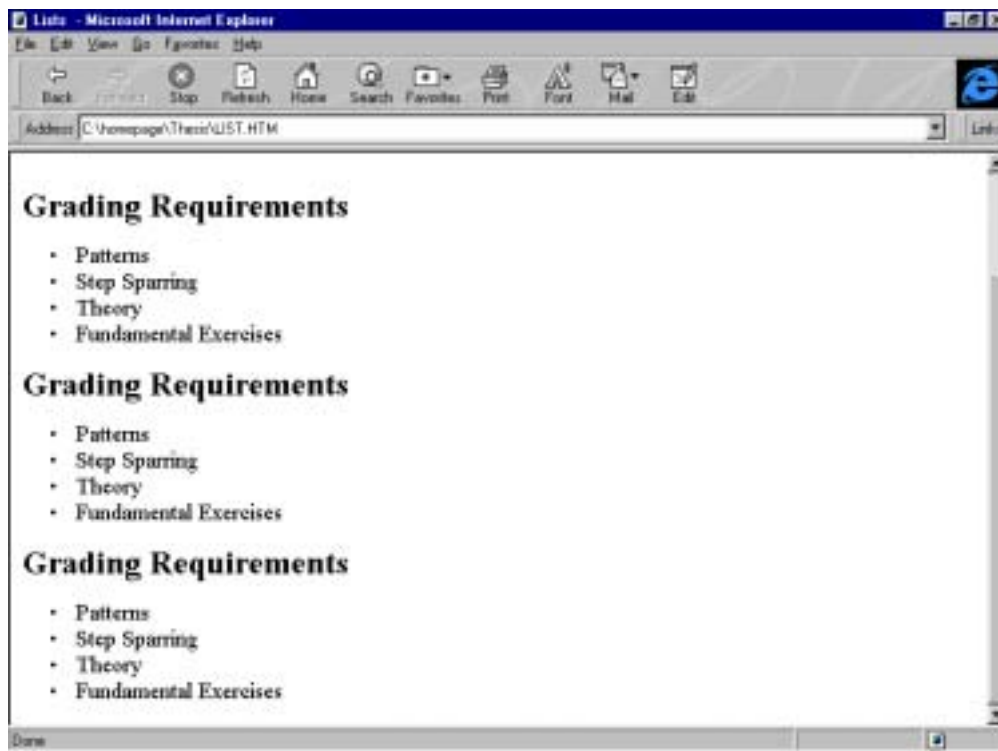 Lists - Microsoft Internet Explorer
File Edit View Go Favorites Help
Back Forward Stop Refresh Home Search Favorites Print Font Mail Edit
Address C:\homepage\Thesis\LIST.HTM Links
Grading Requirements
• Patterns
• Step Sparring
• Theory
• Fundamental Exercises
Grading Requirements
• Patterns
• Step Sparring
• Theory
• Fundamental Exercises
Grading Requirements
• Patterns
• Step Sparring
• Theory
• Fundamental Exercises
Done